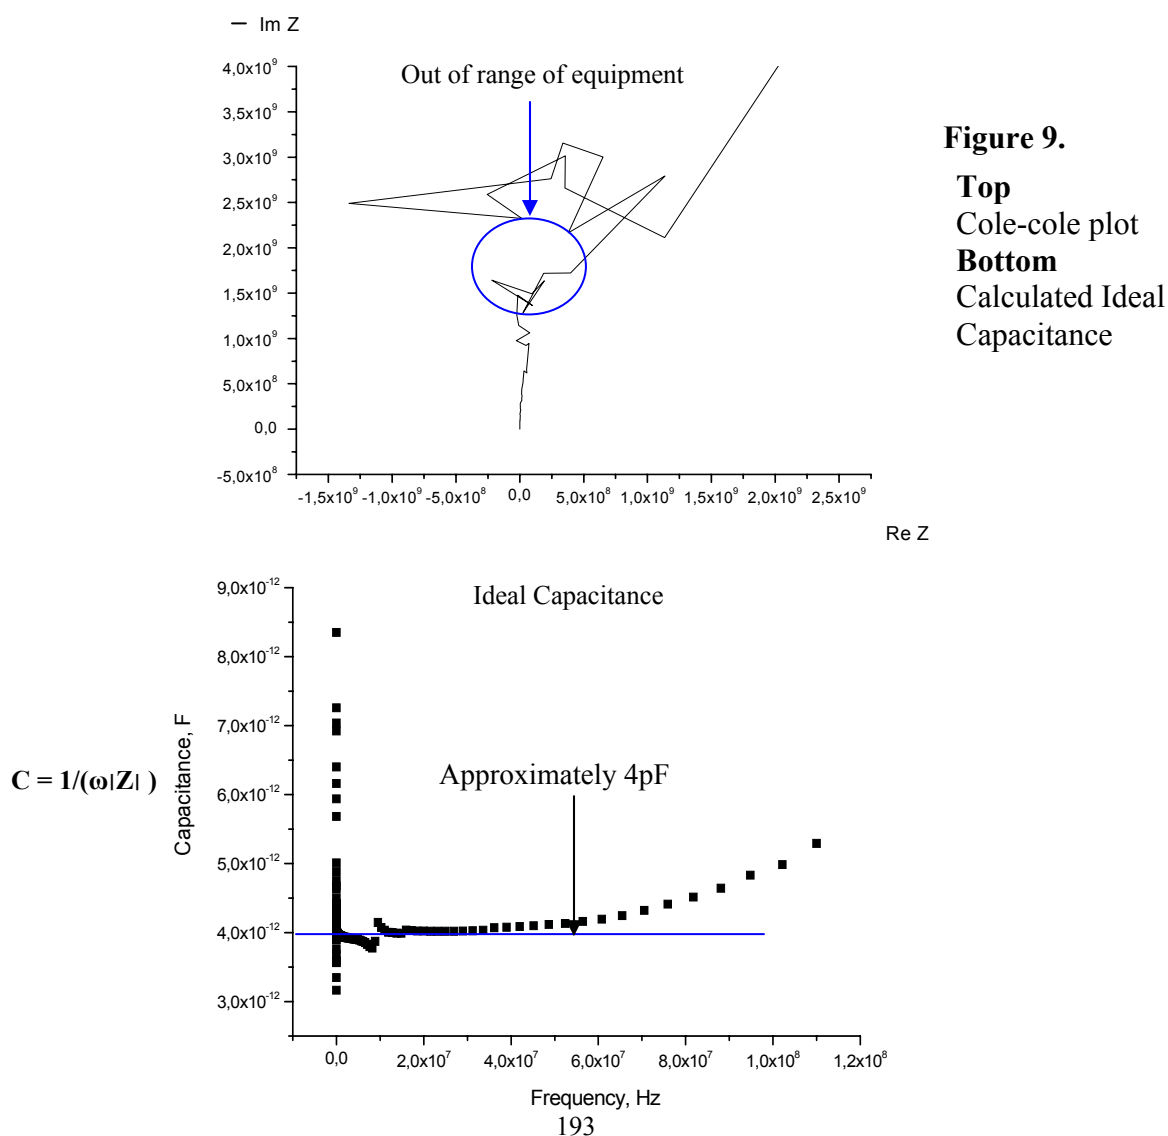 — Im Z
4,0x10⁹
3,5x10⁹
3,0x10⁹
2,5x10⁹
2,0x10⁹
1,5x10⁹
1,0x10⁹
5,0x10⁸
0,0
-5,0x10⁸
Out of range of equipment
-1,5x10⁹ -1,0x10⁹ -5,0x10⁸ 0,0 5,0x10⁸ 1,0x10⁹ 1,5x10⁹ 2,0x10⁹ 2,5x10⁹
Re Z
Figure 9.
Top
Cole-cole plot
Bottom
Calculated Ideal
Capacitance
9,0x10⁻¹²
8,0x10⁻¹²
7,0x10⁻¹²
6,0x10⁻¹²
5,0x10⁻¹²
4,0x10⁻¹²
3,0x10⁻¹²
Capacitance, F
Ideal Capacitance
Approximately 4pF
C = 1/(ω|Z| )
0,0 2,0x10⁷ 4,0x10⁷ 6,0x10⁷ 8,0x10⁷ 1,0x10⁸ 1,2x10⁸
Frequency, Hz
193